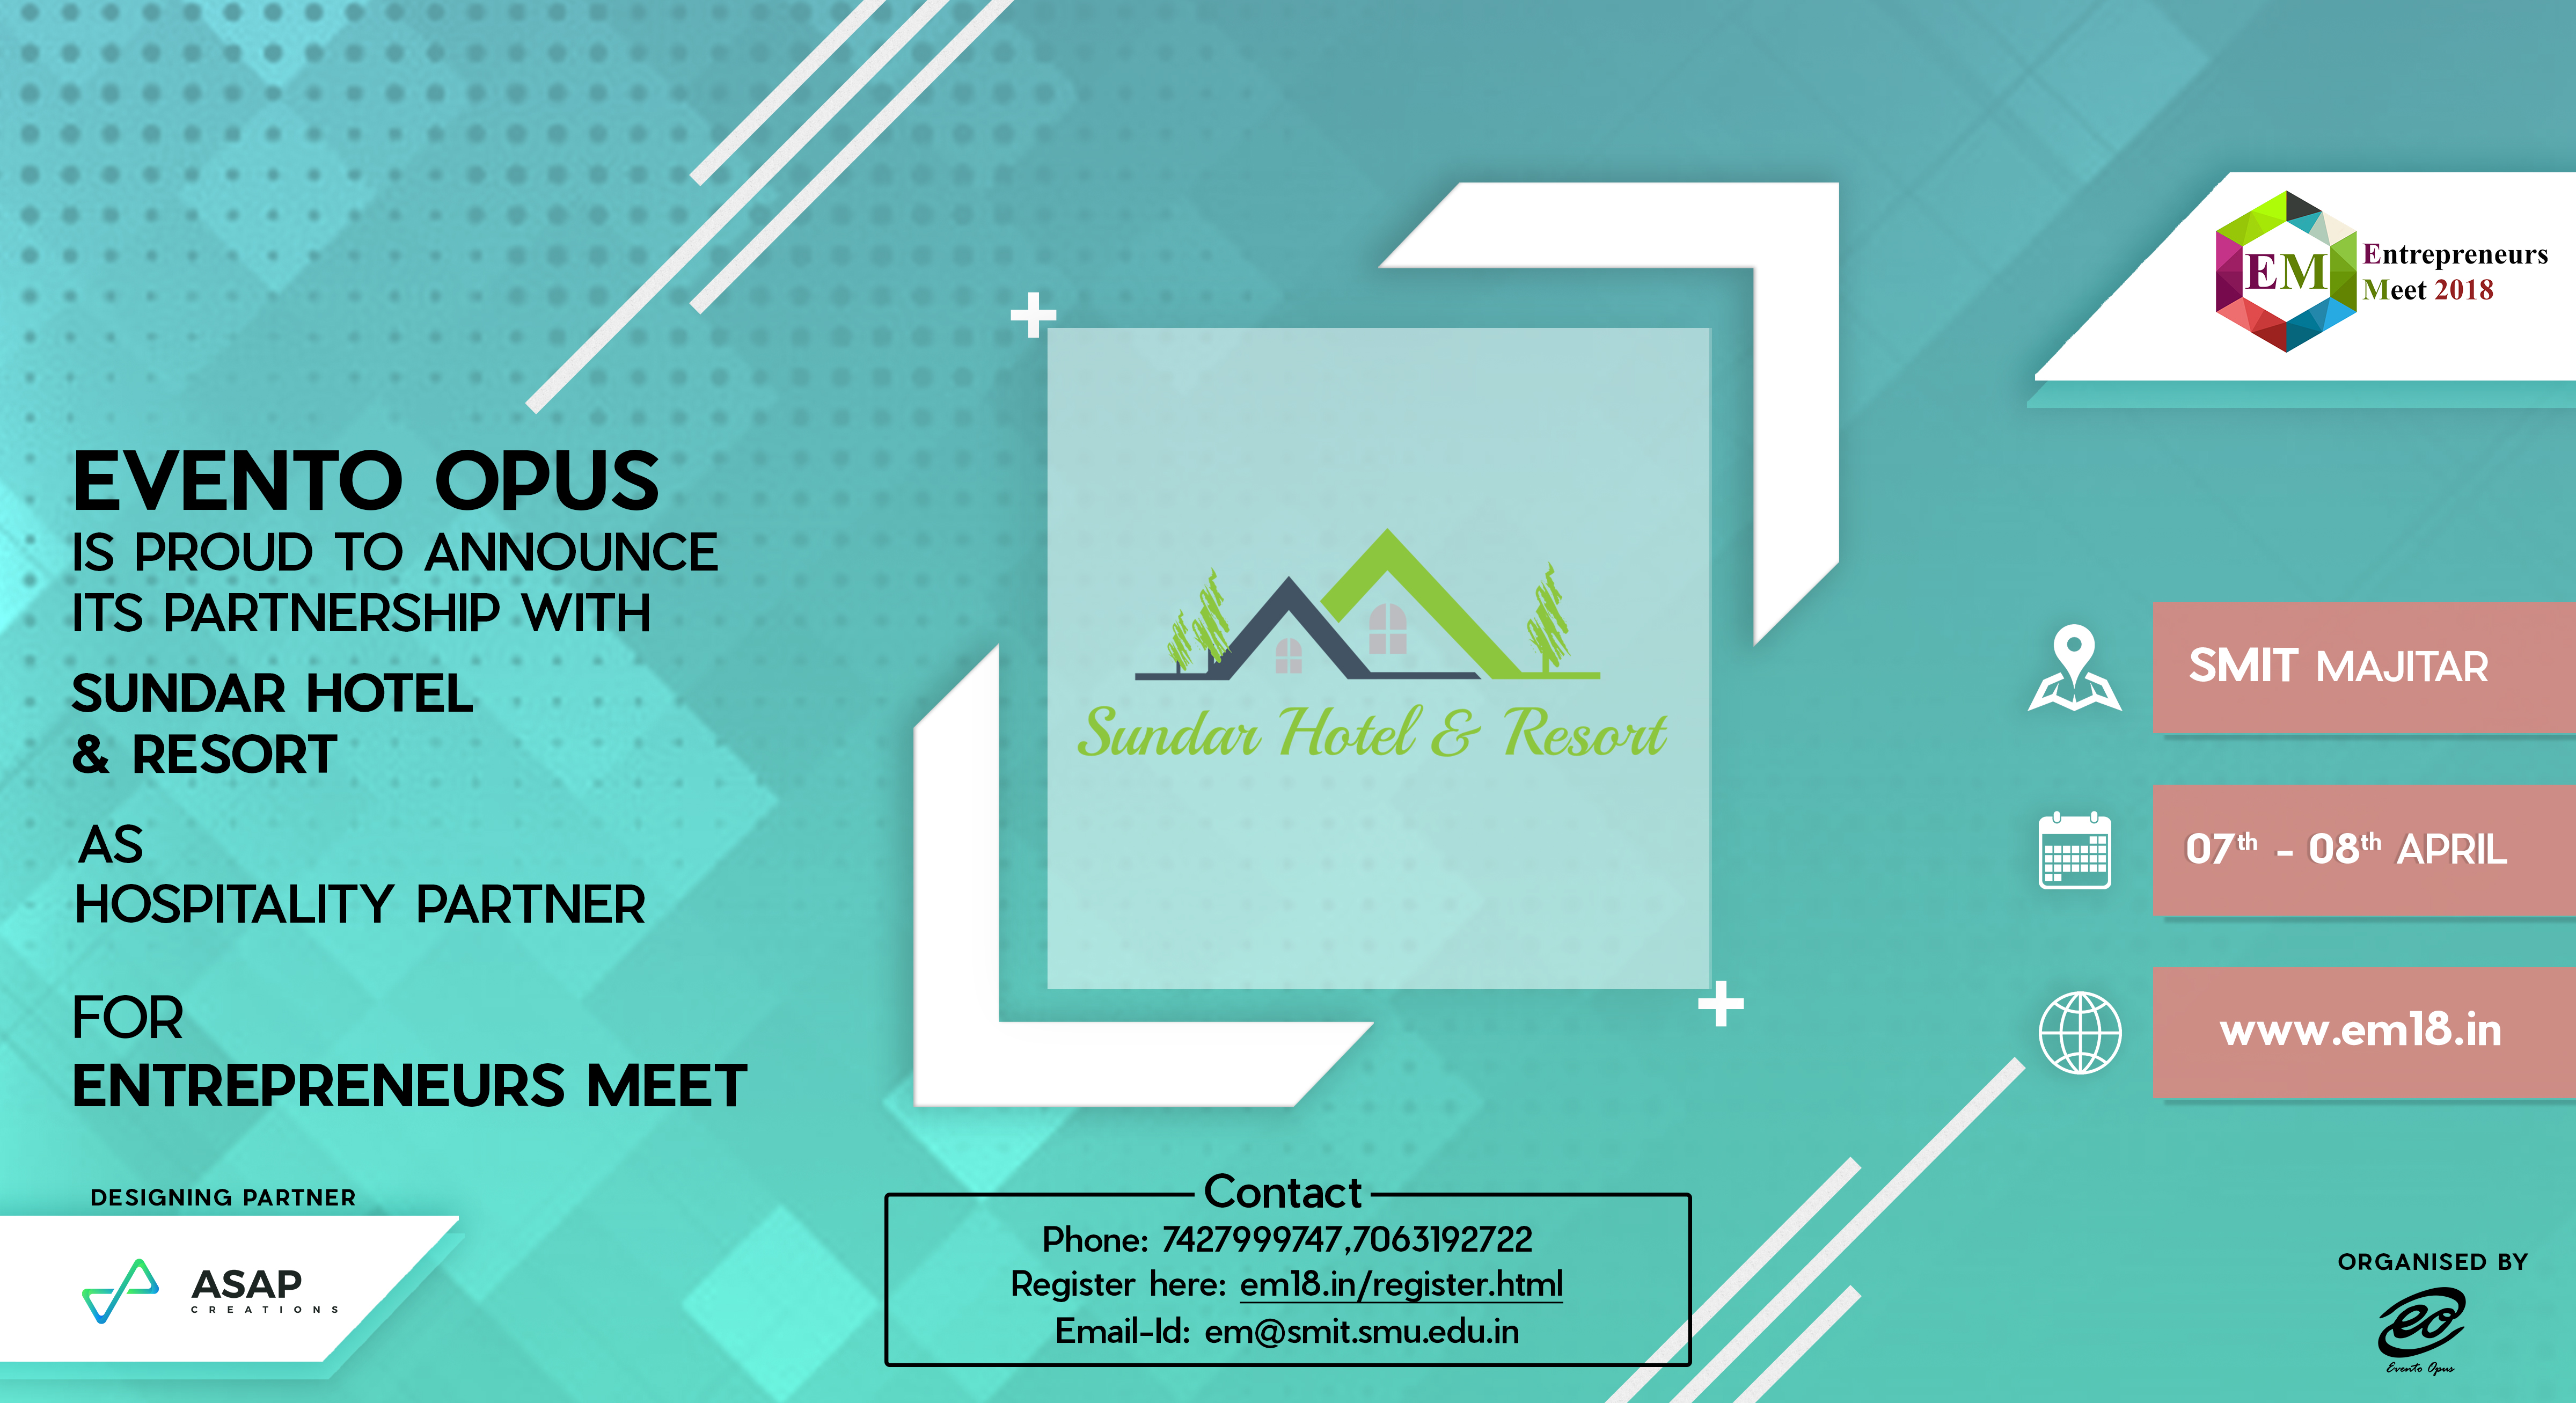 EVENTO OPUS
IS PROUD TO ANNOUNCE
ITS PARTNERSHIP WITH
SUNDAR HOTEL
& RESORT
AS
HOSPITALITY PARTNER
FOR
ENTREPRENEURS MEET
DESIGNING PARTNER
ASAP
CREATIONS
Sundar Hotel & Resort
Contact
Phone: 7427999747,7063192722
Register here: em18.in/register.html
Email-Id: em@smit.smu.edu.in
EM
Entrepreneurs
Meet 2018
SMIT MAJITAR
07th - 08th APRIL
www.em18.in
ORGANISED BY
eo
Evento Opus